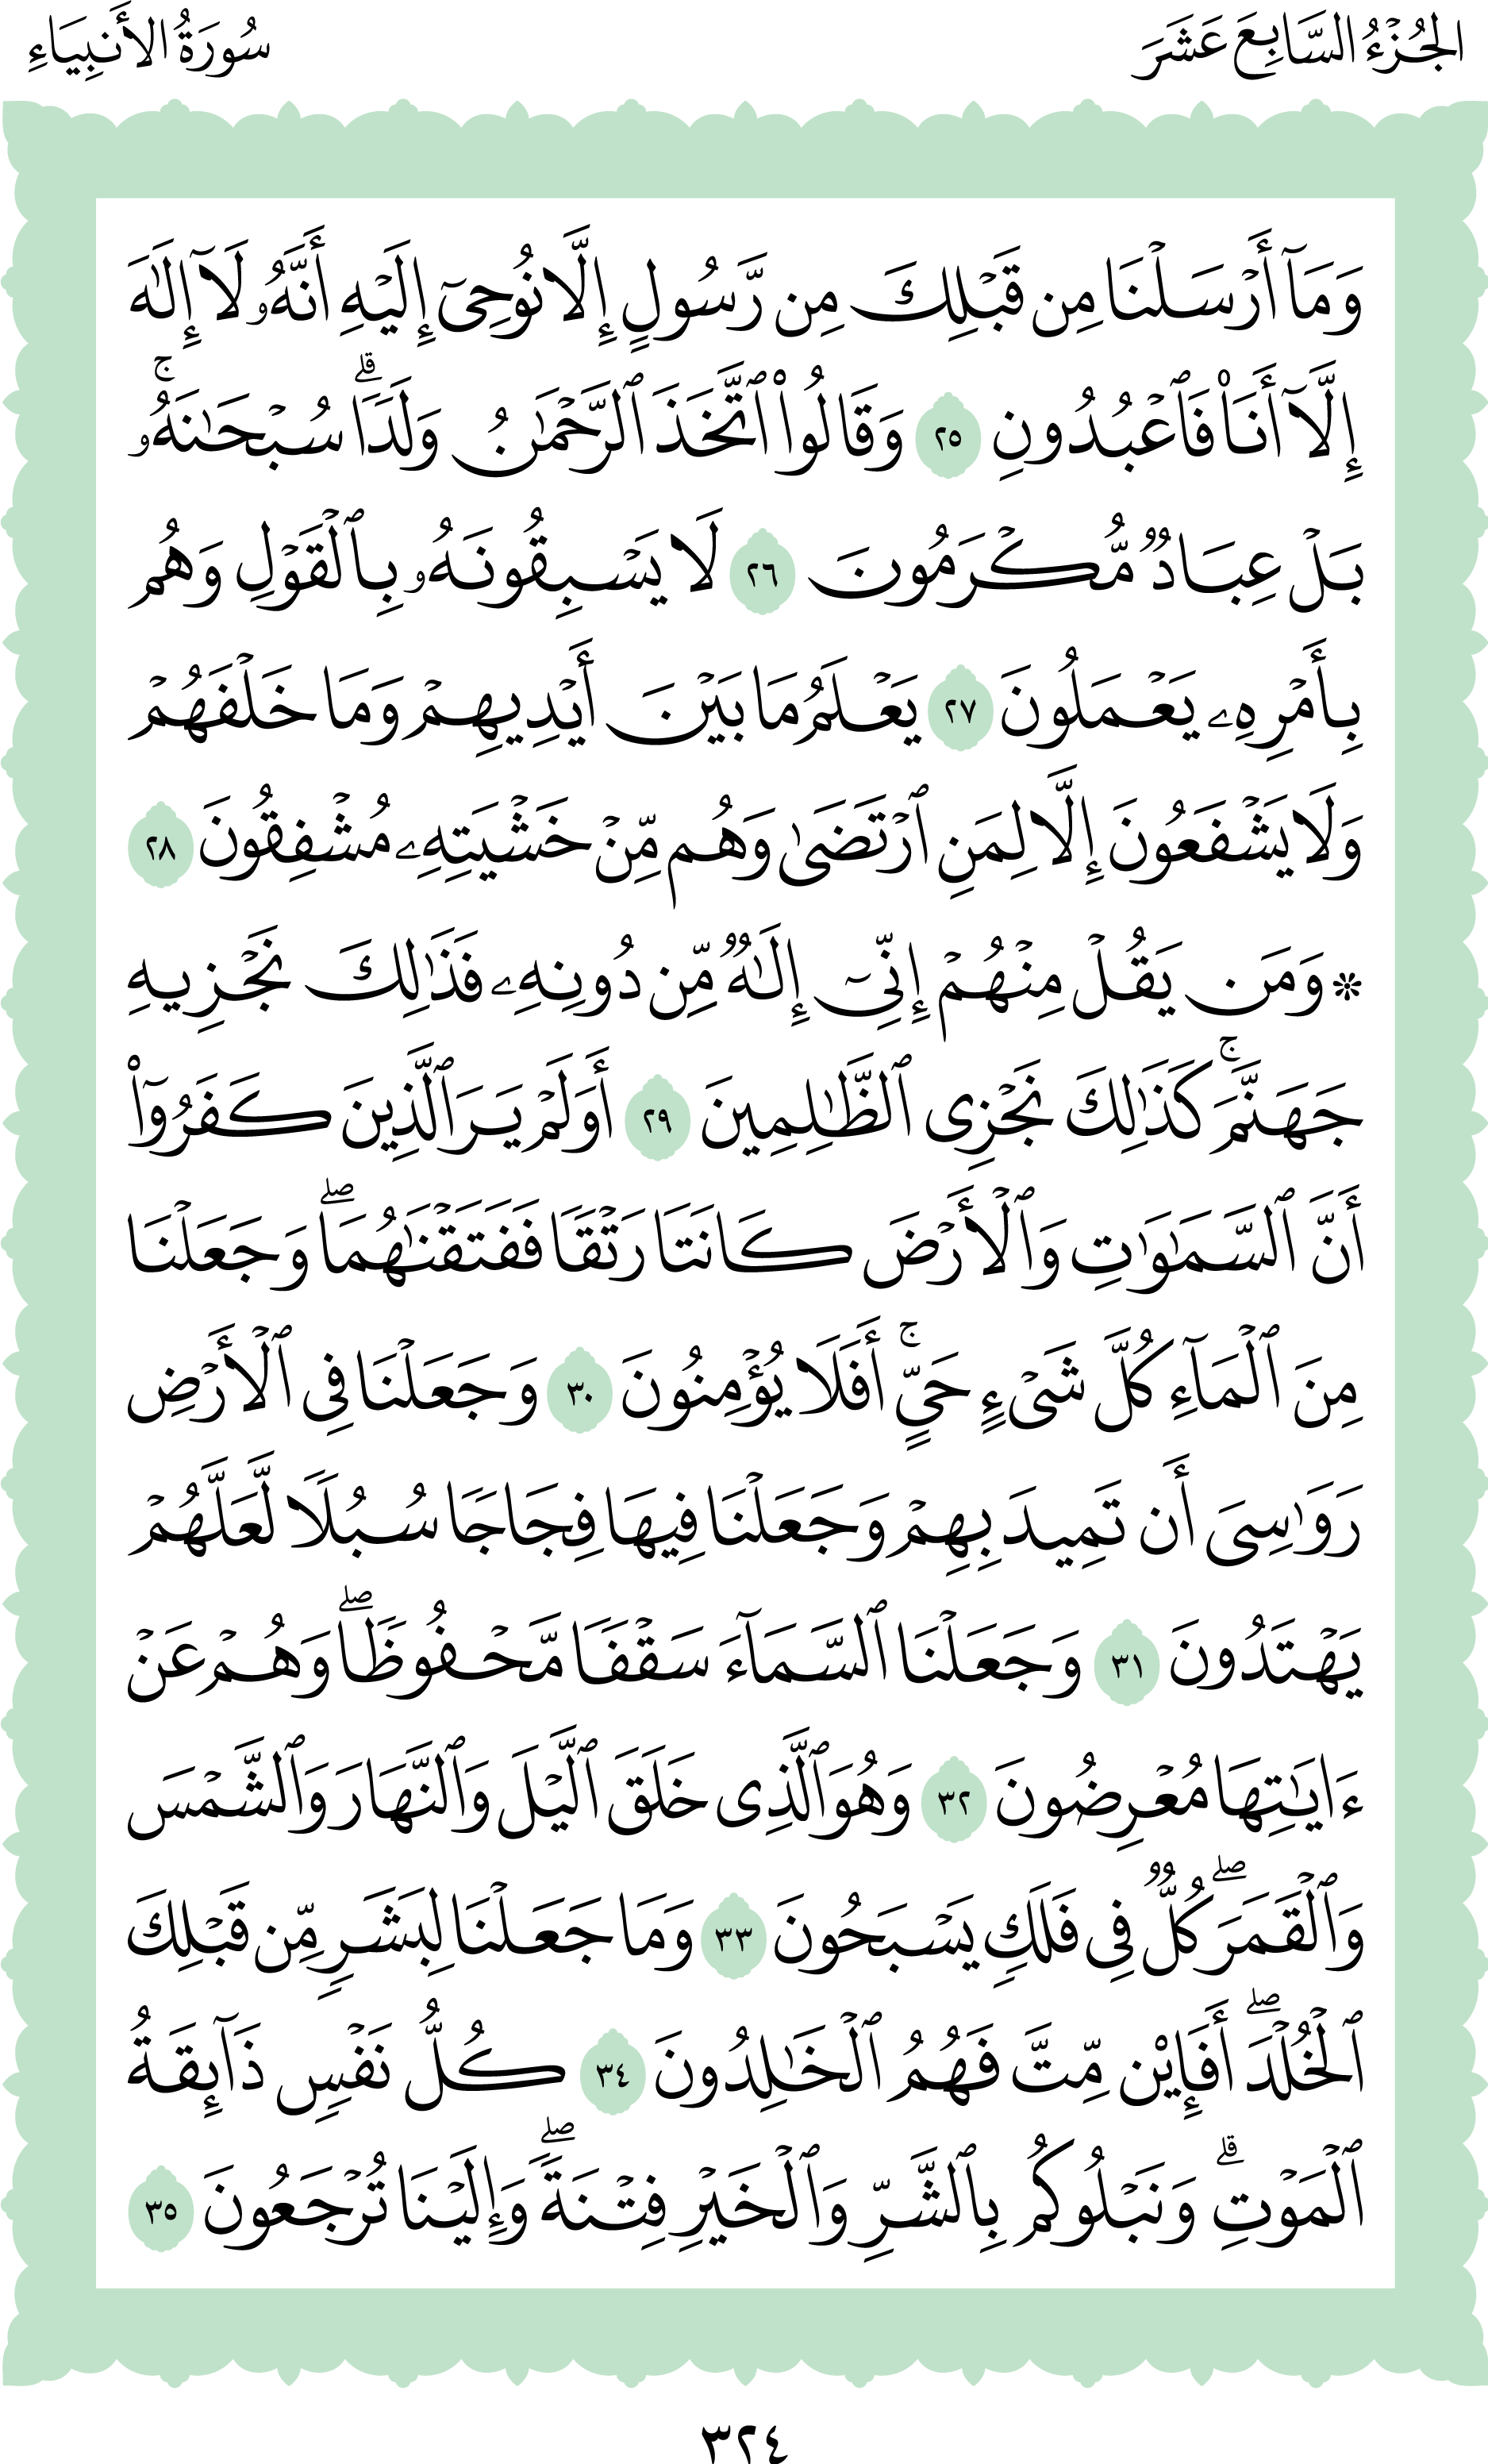 الجُزْءُ السَّابِعَ عَشَرَ
سُورَةُ الأَنبِيَاءِ
وَمَآ أَرۡسَلۡنَا مِن قَبۡلِكَ مِن رَّسُولٍ إِلَّا نُوحِيٓ إِلَيۡهِ أَنَّهُۥ لَآ إِلَٰهَ
إِلَّآ أَنَا۠ فَٱعۡبُدُونِ ٢٥ وَقَالُواْ ٱتَّخَذَ ٱلرَّحۡمَٰنُ وَلَدٗاۗ سُبۡحَٰنَهُۥۚ
بَلۡ عِبَادٞ مُّكۡرَمُونَ ٢٦ لَا يَسۡبِقُونَهُۥ بِٱلۡقَوۡلِ وَهُم
بِأَمۡرِهِۦ يَعۡمَلُونَ ٢٧ يَعۡلَمُ مَا بَيۡنَ أَيۡدِيهِمۡ وَمَا خَلۡفَهُمۡ
وَلَا يَشۡفَعُونَ إِلَّا لِمَنِ ٱرۡتَضَىٰ وَهُم مِّنۡ خَشۡيَتِهِۦ مُشۡفِقُونَ ٢٨
۞ وَمَن يَقُلۡ مِنۡهُمۡ إِنِّيٓ إِلَٰهٞ مِّن دُونِهِۦ فَذَٰلِكَ نَجۡزِيهِ
جَهَنَّمَۚ كَذَٰلِكَ نَجۡزِي ٱلظَّٰلِمِينَ ٢٩ أَوَلَمۡ يَرَ ٱلَّذِينَ كَفَرُوٓاْ
أَنَّ ٱلسَّمَٰوَٰتِ وَٱلۡأَرۡضَ كَانَتَا رَتۡقٗا فَفَتَقۡنَٰهُمَاۖ وَجَعَلۡنَا
مِنَ ٱلۡمَآءِ كُلَّ شَيۡءٍ حَيٍّۚ أَفَلَا يُؤۡمِنُونَ ٣٠ وَجَعَلۡنَا فِي ٱلۡأَرۡضِ
رَوَٰسِيَ أَن تَمِيدَ بِهِمۡ وَجَعَلۡنَا فِيهَا فِجَاجٗا سُبُلٗا لَّعَلَّهُمۡ
يَهۡتَدُونَ ٣١ وَجَعَلۡنَا ٱلسَّمَآءَ سَقۡفٗا مَّحۡفُوظٗاۖ وَهُمۡ عَنۡ
ءَايَٰتِهَا مُعۡرِضُونَ ٣٢ وَهُوَ ٱلَّذِي خَلَقَ ٱلَّيۡلَ وَٱلنَّهَارَ وَٱلشَّمۡسَ
وَٱلۡقَمَرَۖ كُلّٞ فِي فَلَكٖ يَسۡبَحُونَ ٣٣ وَمَا جَعَلۡنَا لِبَشَرٖ مِّن قَبۡلِكَ
ٱلۡخُلۡدَۖ أَفَإِيْن مِّتَّ فَهُمُ ٱلۡخَٰلِدُونَ ٣٤ كُلُّ نَفۡسٖ ذَآئِقَةُ
ٱلۡمَوۡتِۗ وَنَبۡلُوكُم بِٱلشَّرِّ وَٱلۡخَيۡرِ فِتۡنَةٗۖ وَإِلَيۡنَا تُرۡجَعُونَ ٣٥
٣٢٤